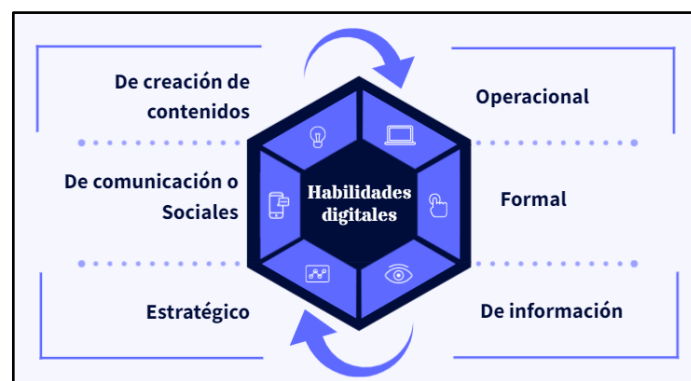 De creación de
contenidos
Operacional
De comunicación o
Sociales
Habilidades
digitales
Formal
Estratégico
De información